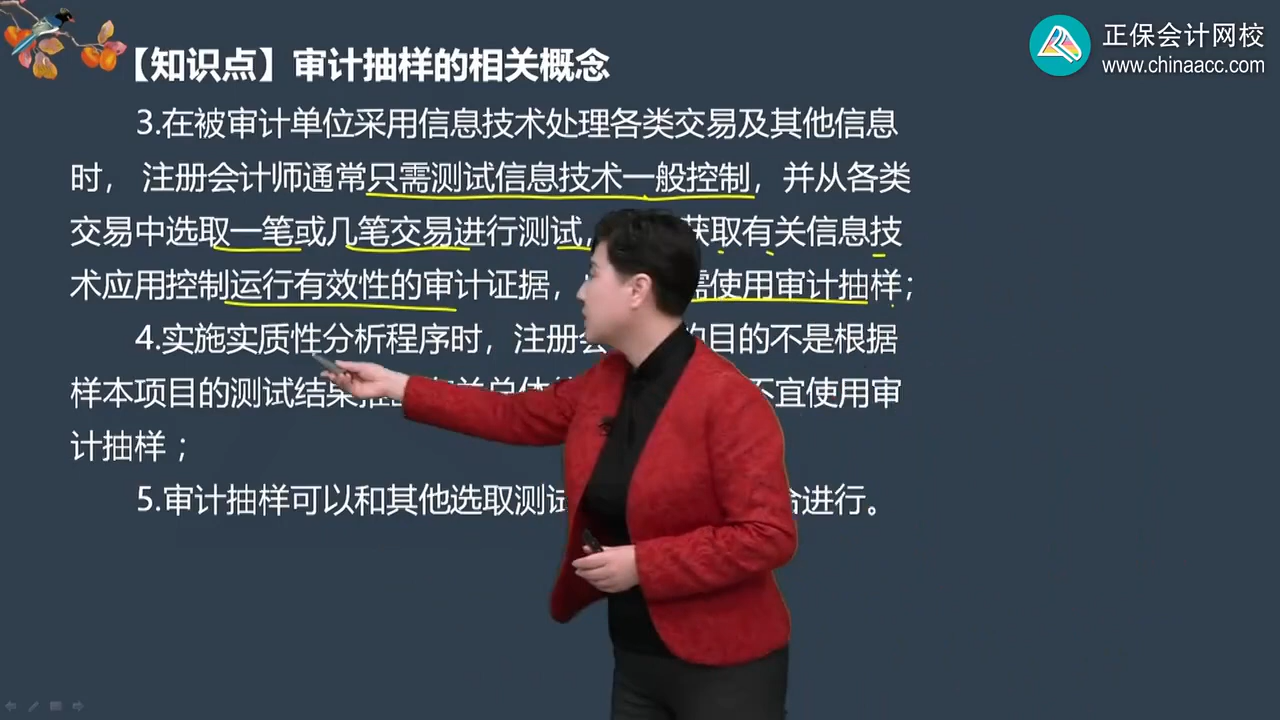 正保会计网校
www.chinaacc.com
【知识点】审计抽样的相关概念
3.在被审计单位采用信息技术处理各类交易及其他信息
时， 注册会计师通常只需测试信息技术一般控制，并从各类
交易中选取一笔或几笔交易进行测试， 获取有关信息技
术应用控制运行有效性的审计证据， 需使用审计抽样；
4.实施实质性分析程序时，注册会 的目的不是根据
样本项目的测试结果推 总体 不宜使用审
计抽样；
5.审计抽样可以和其他选取测试 合进行。